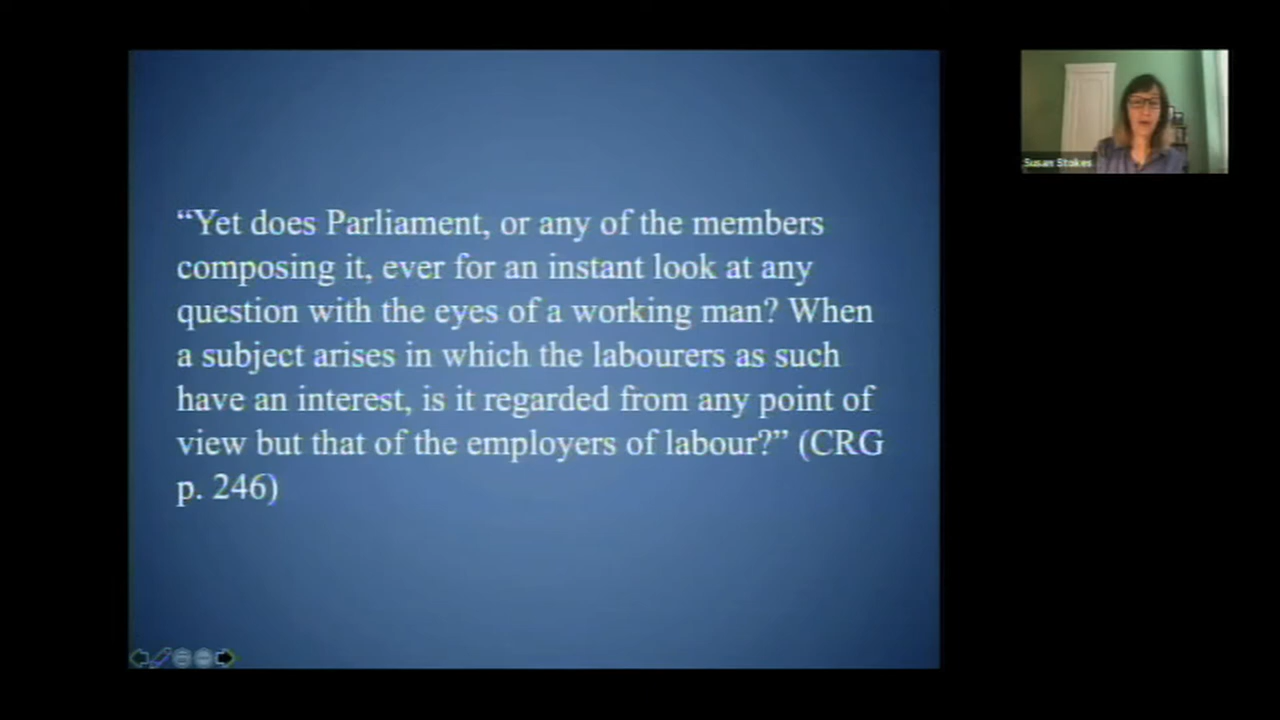 “Yet does Parliament, or any of the members
composing it, ever for an instant look at any
question with the eyes of a working man? When
a subject arises in which the labourers as such
have an interest, is it regarded from any point of
view but that of the employers of labour?” (CRG
p. 246)
Susan Stokes